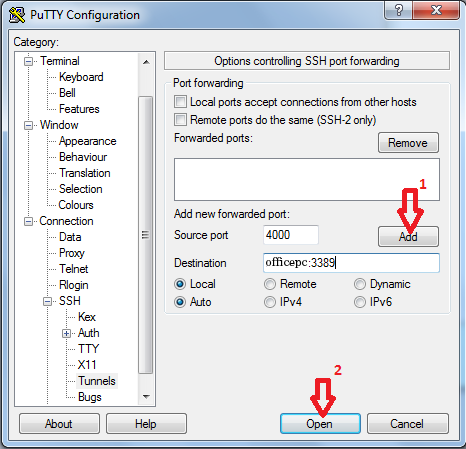 PuTTY Configuration
Category:
Terminal
Keyboard
Bell
Features
Window
Appearance
Behaviour
Translation
Selection
Colours
Connection
Data
Proxy
Telnet
Rlogin
SSH
Kex
Auth
TTY
X11
Tunnels
Bugs
Options controlling SSH port forwarding
Port forwarding
Local ports accept connections from other hosts
Remote ports do the same (SSH-2 only)
Forwarded ports:
Remove
1
Add new forwarded port:
Source port 4000 Add
Destination officepc:3389
Local Remote Dynamic
Auto IPv4 IPv6
2
About Help Open Cancel